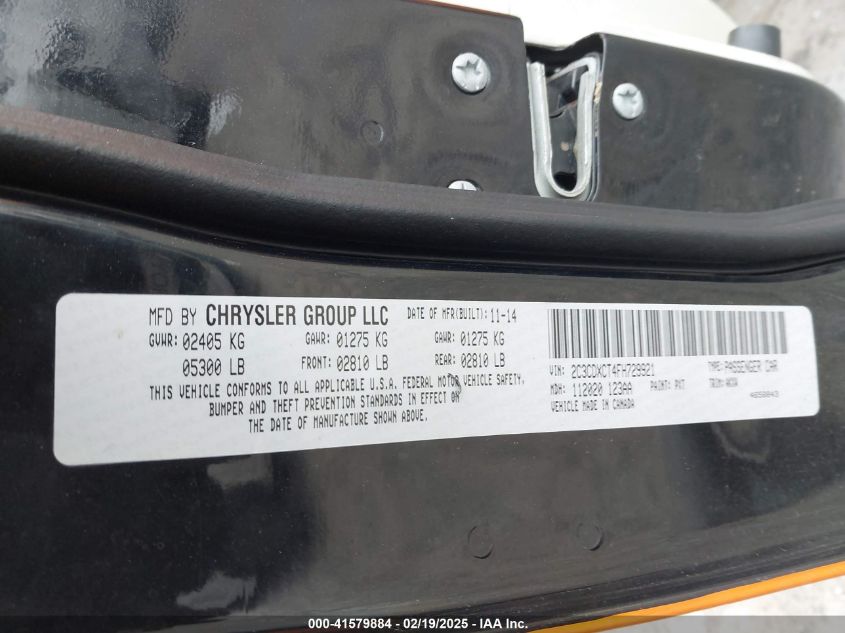 MFD BY CHRYSLER GROUP LLC DATE OF MFR(BUILT): 11-14
GVWR: 02405 KG GAWR: 01275 KG GAWR: 01275 KG
05300 LB FRONT: 02810 LB REAR: 02810 LB
THIS VEHICLE CONFORMS TO ALL APPLICABLE U.S.A. FEDERAL MOTOR VEHICLE SAFETY,
BUMPER AND THEFT PREVENTION STANDARDS IN EFFECT ON
THE DATE OF MANUFACTURE SHOWN ABOVE.
VIN: 2C3CDXCT4FH729921 TYPE: PASSENGER CAR
MDH: 112020 123AA PAINT: PXT TRIM:
VEHICLE MADE IN CANADA
000-41579884 - 02/19/2025 - IAA Inc.